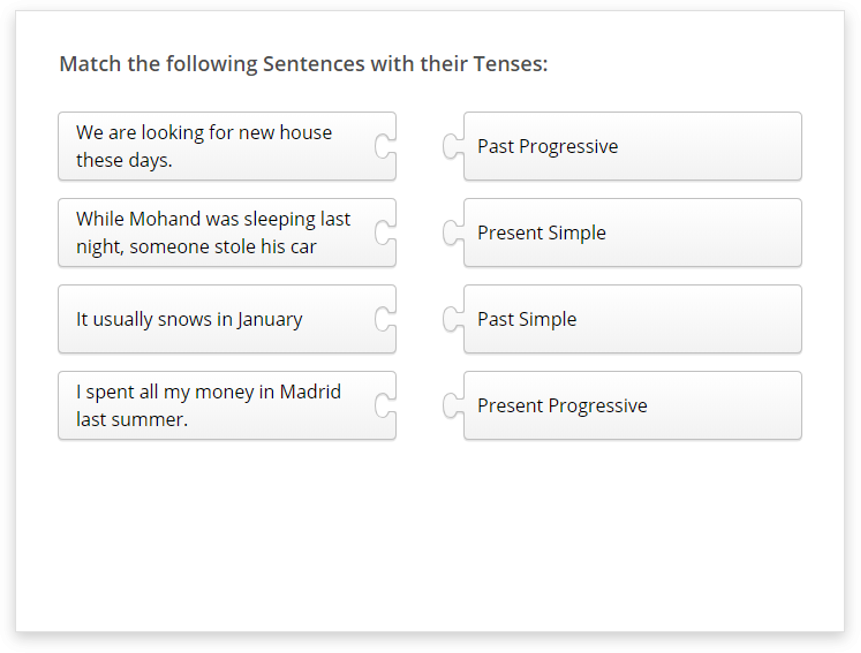 Match the following Sentences with their Tenses:
We are looking for new house
these days.
Past Progressive
While Mohand was sleeping last
night, someone stole his car
Present Simple
It usually snows in January
Past Simple
I spent all my money in Madrid
last summer.
Present Progressive